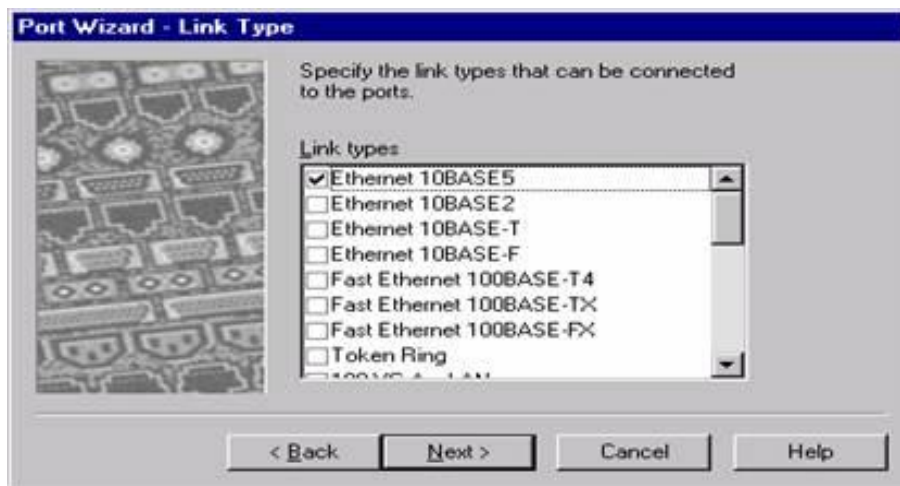 Port Wizard - Link Type
Specify the link types that can be connected
to the ports.
Link types
Ethernet 10BASE5
Ethernet 10BASE2
Ethernet 10BASE-T
Ethernet 10BASE-F
Fast Ethernet 100BASE-T4
Fast Ethernet 100BASE-TX
Fast Ethernet 100BASE-FX
Token Ring
< Back
Next >
Cancel
Help